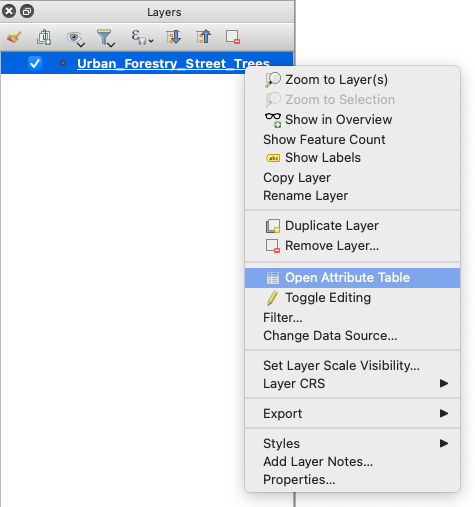 Layers
Urban_Forestry_Street_Trees
Zoom to Layer(s)
Zoom to Selection
Show in Overview
Show Feature Count
abc Show Labels
Copy Layer
Rename Layer
Duplicate Layer
Remove Layer...
Open Attribute Table
Toggle Editing
Filter...
Change Data Source...
Set Layer Scale Visibility...
Layer CRS
Export
Styles
Add Layer Notes...
Properties...